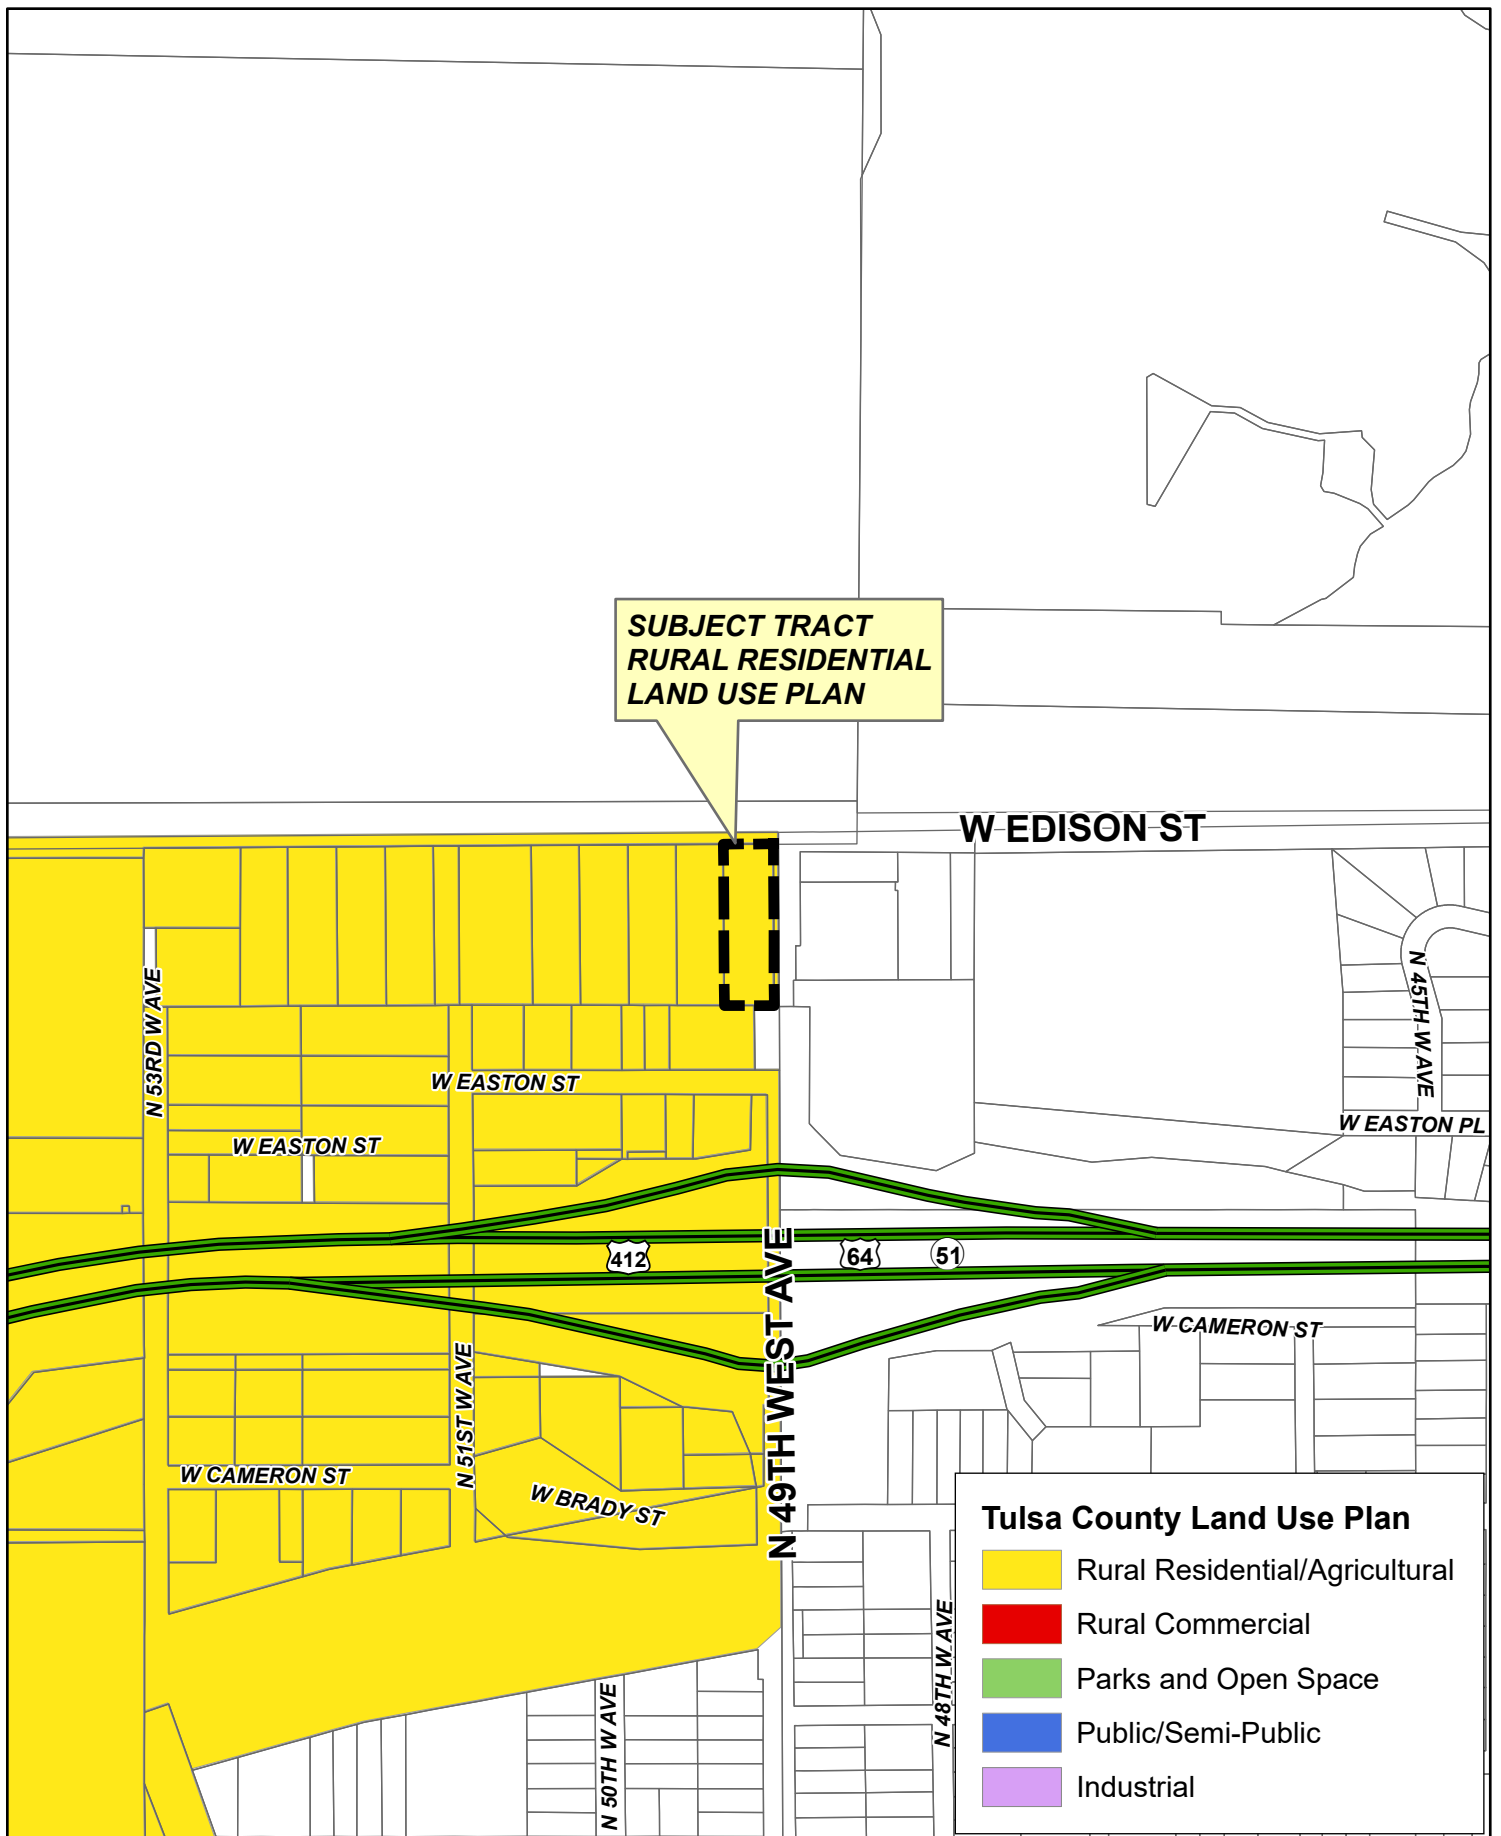 SUBJECT TRACT
RURAL RESIDENTIAL
LAND USE PLAN
W EDISON ST
N 53RD W AVE
N 45TH W AVE
W EASTON ST
W EASTON PL
W EASTON ST
412
64
51
N 49TH WEST AVE
W CAMERON ST
N 51ST W AVE
W CAMERON ST
W BRADY ST
N 48TH W AVE
N 50TH W AVE
Tulsa County Land Use Plan
Rural Residential/Agricultural
Rural Commercial
Parks and Open Space
Public/Semi-Public
Industrial